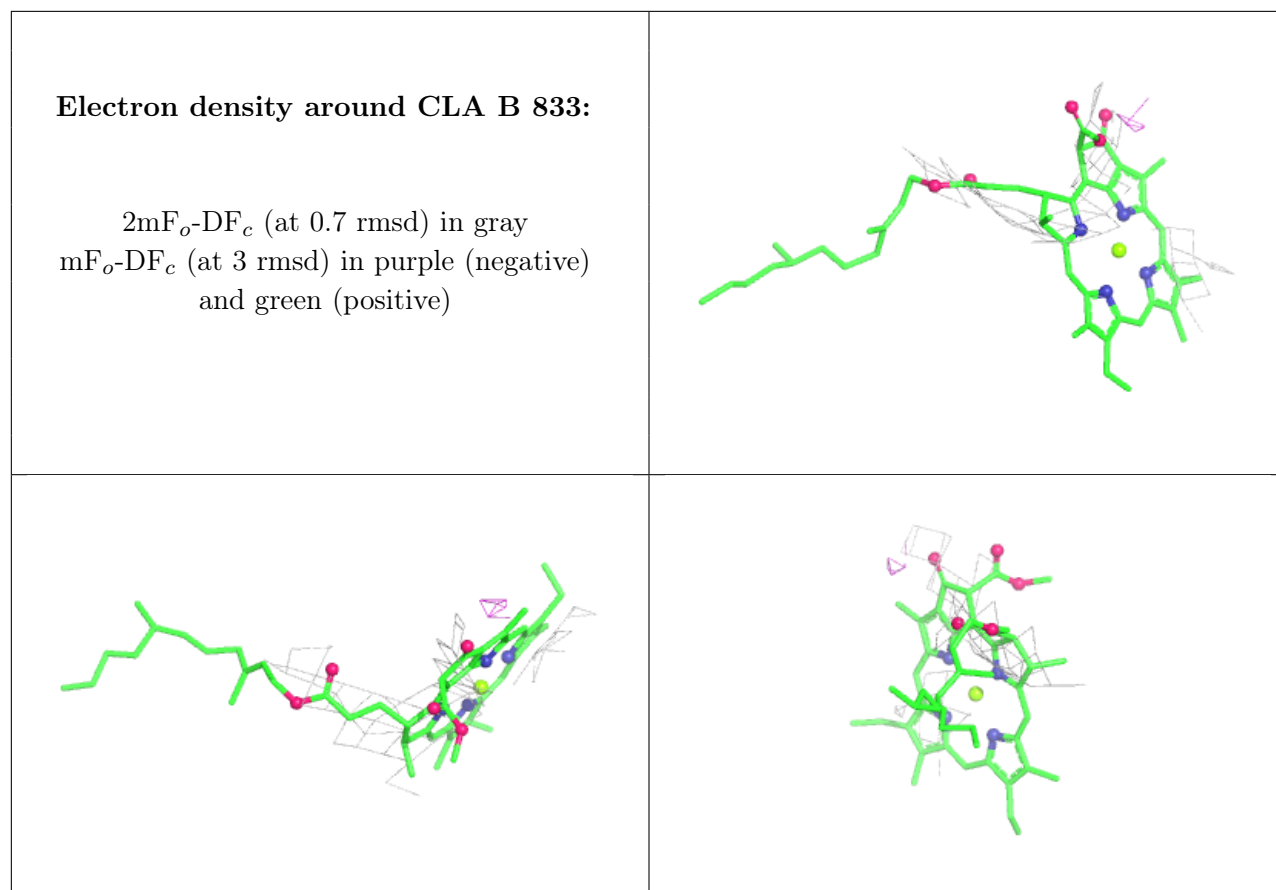 Electron density around CLA B 833:
2mFo-DFc (at 0.7 rmsd) in gray
mFo-DFc (at 3 rmsd) in purple (negative)
and green (positive)